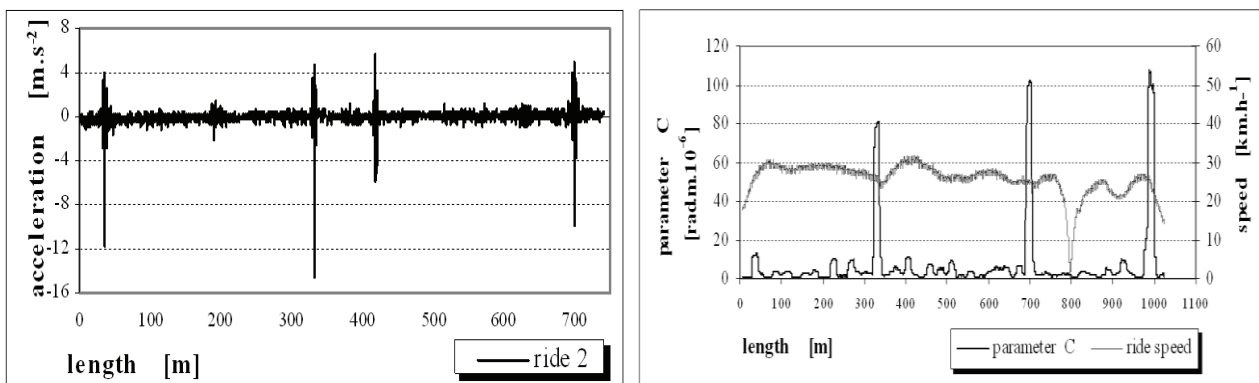 acceleration [m.s⁻²]
8
4
0
-4
-8
-12
-16
0 100 200 300 400 500 600 700
length [m]
ride 2
parameter C
[rad.m.10⁻⁶]
120
100
80
60
40
20
0
0 100 200 300 400 500 600 700 800 900 1000 1100
60
50
40
30
20
10
0
speed [km.h-¹]
length [m]
parameter C ride speed